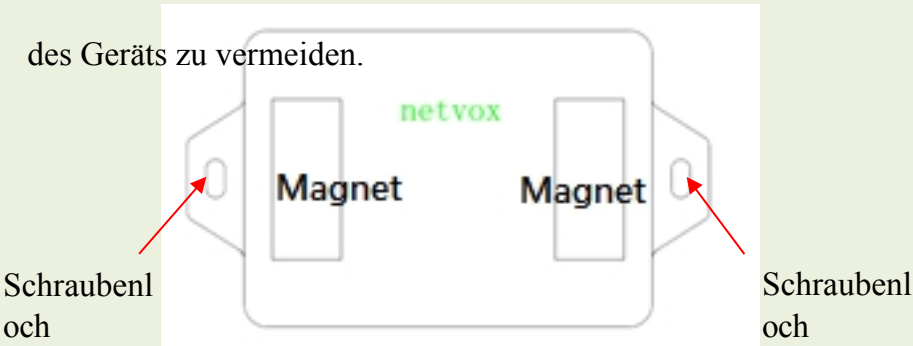 des Geräts zu vermeiden.
netvox
Magnet Magnet
Schraubenl
och
Schraubenl
och